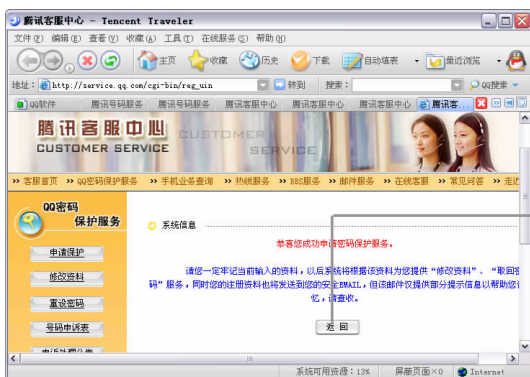 腾讯客服中心 - Tencent Traveler
文件(F) 编辑(E) 查看(V) 收藏(A) 工具(T) 在线服务(S) 帮助(H)
主页 收藏 历史 下载 自动填表 最近浏览
地址: http://service.qq.com/cgi-bin/reg_uin 转到 搜索: QQ搜索
QQ软件 腾讯号码服 腾讯号码服 腾讯客服中 腾讯客服中 腾讯客服中 腾讯客...
腾讯客服中心 CUSTOMER
CUSTOMER SERVICE SERVICE
>> 客服首页 >> QQ密码保护服务 >> 手机业务查询 >> 热线服务 >> BBS服务 >> 邮件服务 >> 在线客服 >> 常见问答 >> 走近
QQ密码
保护服务
系统信息
恭喜您成功申请密码保护服务。
申请保护
请您一定牢记当前输入的资料，以后系统将根据该资料为您提供“修改资料”、“取回密
修改资料
码”服务，同时您的注册资料也将发送到您的安全EMAIL，但该邮件仅提供部分提示信息以帮助您记
重设密码
忆，请查收。
号码申诉表
返 回
申诉处理公告
系统可用资源：13% 屏蔽页面×0 Internet